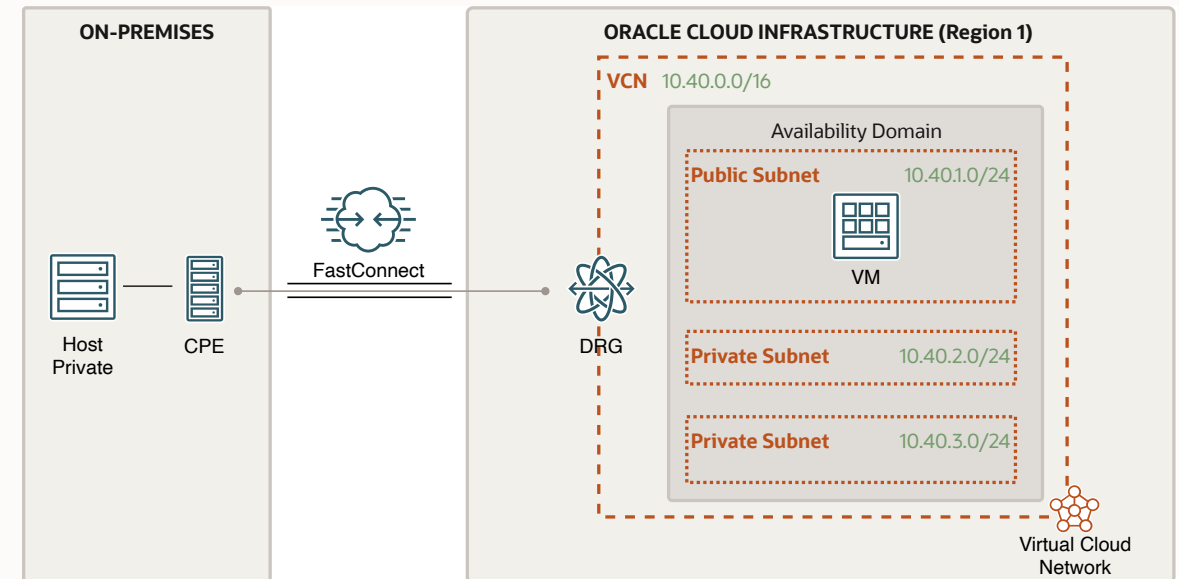 ON-PREMISES
ORACLE CLOUD INFRASTRUCTURE (Region 1)
VCN 10.40.0.0/16
Availability Domain
Public Subnet 10.40.1.0/24
VM
FastConnect
Host
Private
CPE
DRG
Private Subnet 10.40.2.0/24
Private Subnet 10.40.3.0/24
Virtual Cloud
Network